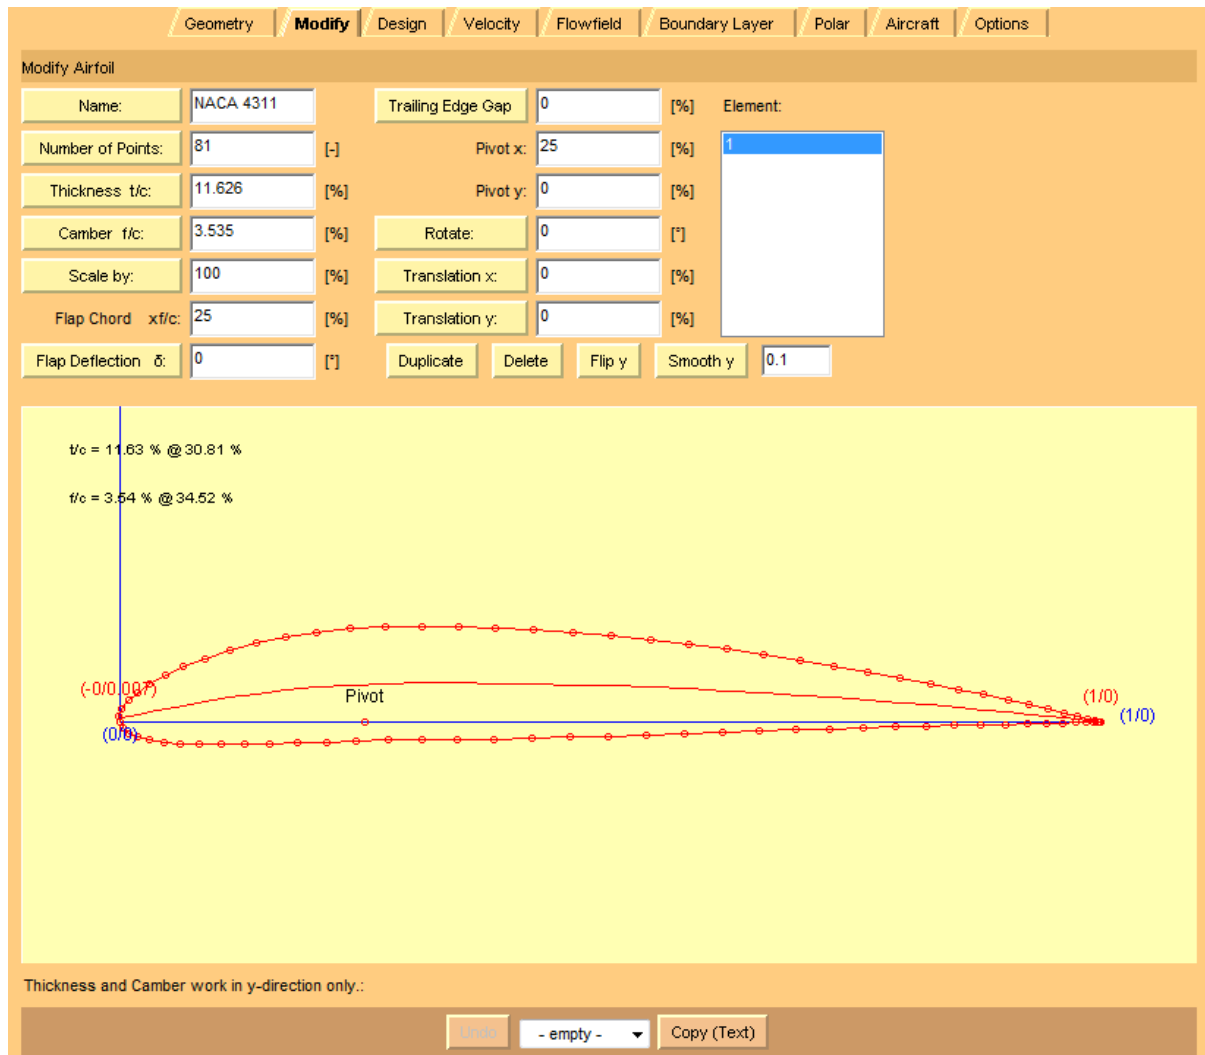 Geometry Modify Design Velocity Flowfield Boundary Layer Polar Aircraft Options
Modify Airfoil
Name: NACA 4311 Trailing Edge Gap 0 [%] Element:
Number of Points: 81 [-] Pivot x: 25 [%] 1
Thickness t/c: 11.626 [%] Pivot y: 0 [%]
Camber f/c: 3.535 [%] Rotate: 0 [°]
Scale by: 100 [%] Translation x: 0 [%]
Flap Chord xf/c: 25 [%] Translation y: 0 [%]
Flap Deflection δ: 0 [°] Duplicate Delete Flip y Smooth y 0.1
t/c = 11.63 % @ 30.81 %
f/c = 3.54 % @ 34.52 %
(-0/0.007) Pivot (1/0)
(0/0) (1/0)
Thickness and Camber work in y-direction only.:
Undo - empty - Copy (Text)